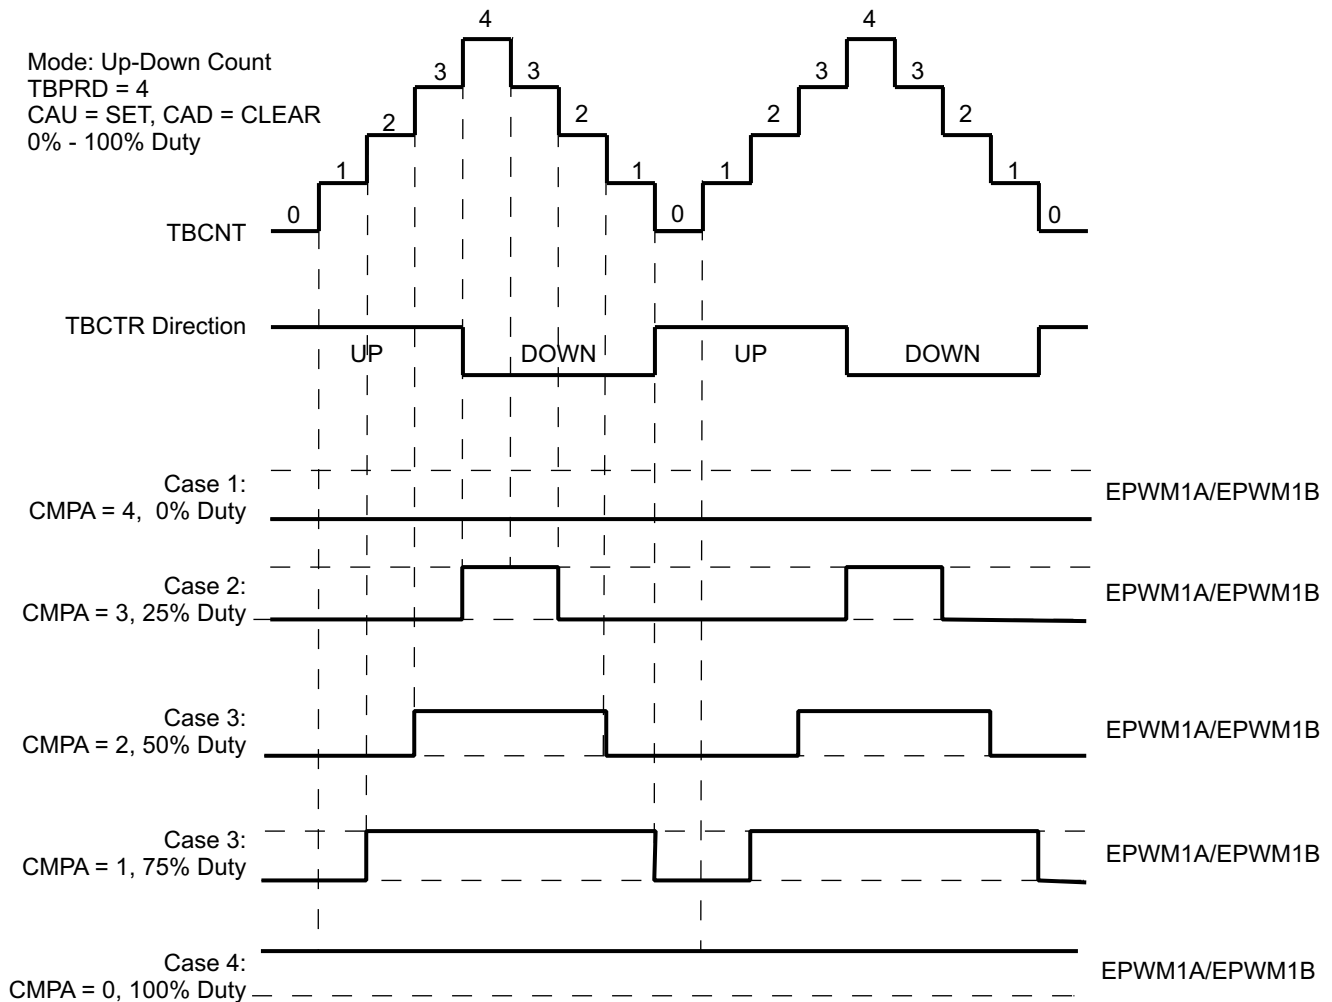 4
4
Mode: Up-Down Count
TBPRD = 4
CAU = SET, CAD = CLEAR
0% - 100% Duty
3
3
3
3
2
2
2
2
1
1
1
1
0
0
0
TBCNT
TBCTR Direction
UP
DOWN
UP
DOWN
Case 1:
CMPA = 4, 0% Duty
EPWM1A/EPWM1B
Case 2:
CMPA = 3, 25% Duty
EPWM1A/EPWM1B
Case 3:
CMPA = 2, 50% Duty
EPWM1A/EPWM1B
Case 3:
CMPA = 1, 75% Duty
EPWM1A/EPWM1B
Case 4:
CMPA = 0, 100% Duty
EPWM1A/EPWM1B